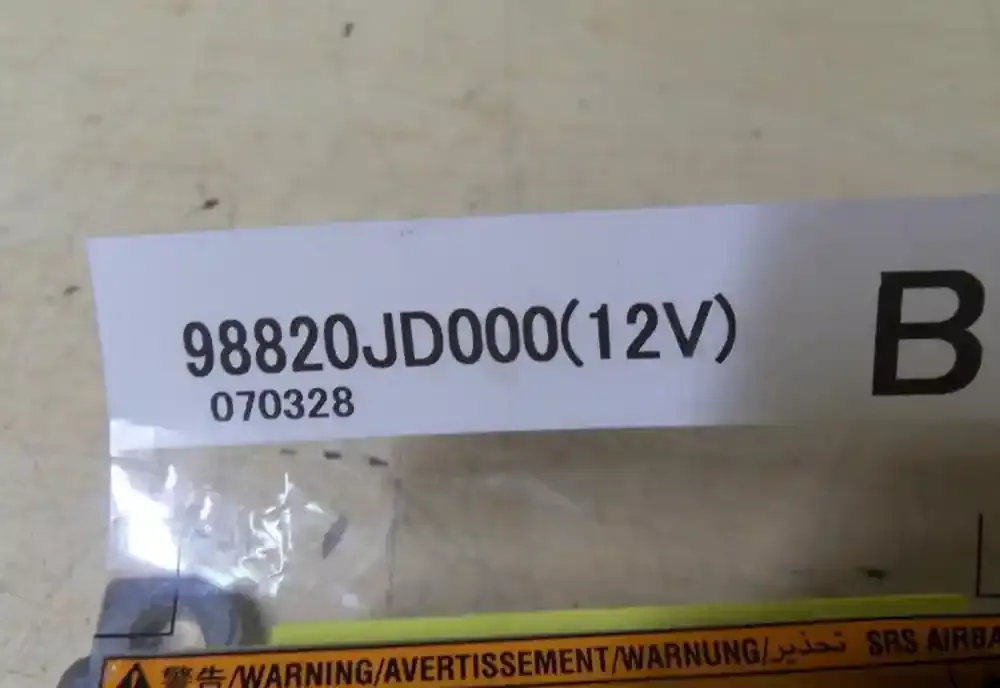 98820JD000(12V)
B
070328
警告/WARNING/AVERTISSEMENT/WARNUNG/تحذير SRS AIRBA